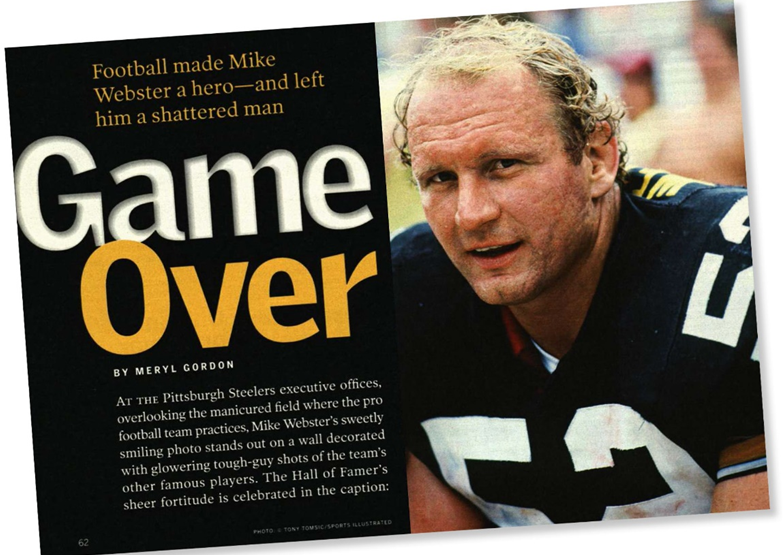 Football made Mike
Webster a hero—and left
him a shattered man
Game
Over
BY MERYL GORDON
AT THE Pittsburgh Steelers executive offices,
overlooking the manicured field where the pro
football team practices, Mike Webster's sweetly
smiling photo stands out on a wall decorated
with glowering tough-guy shots of the team's
other famous players. The Hall of Famer's
sheer fortitude is celebrated in the caption:
PHOTO: © TONY TOMSIC/SPORTS ILLUSTRATED
62
52
52